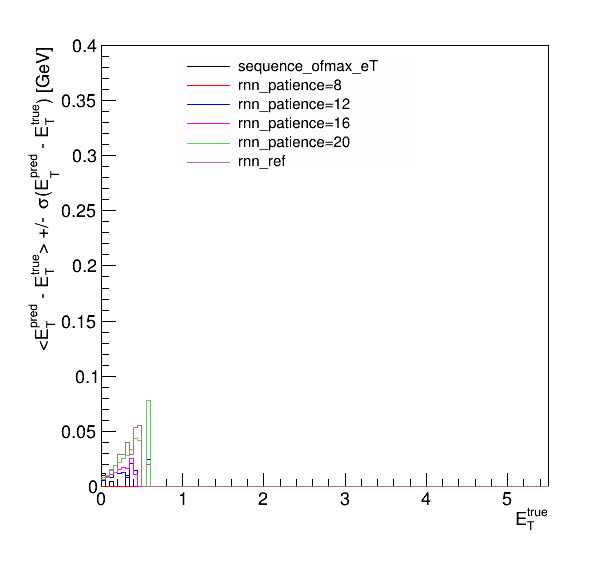 <E_T^pred - E_T^true> +/- σ(E_T^pred - E_T^true) [GeV]
0.4
0.35
0.3
0.25
0.2
0.15
0.1
0.05
0
sequence_ofmax_eT
rnn_patience=8
rnn_patience=12
rnn_patience=16
rnn_patience=20
rnn_ref
0 1 2 3 4 5
E_T^true